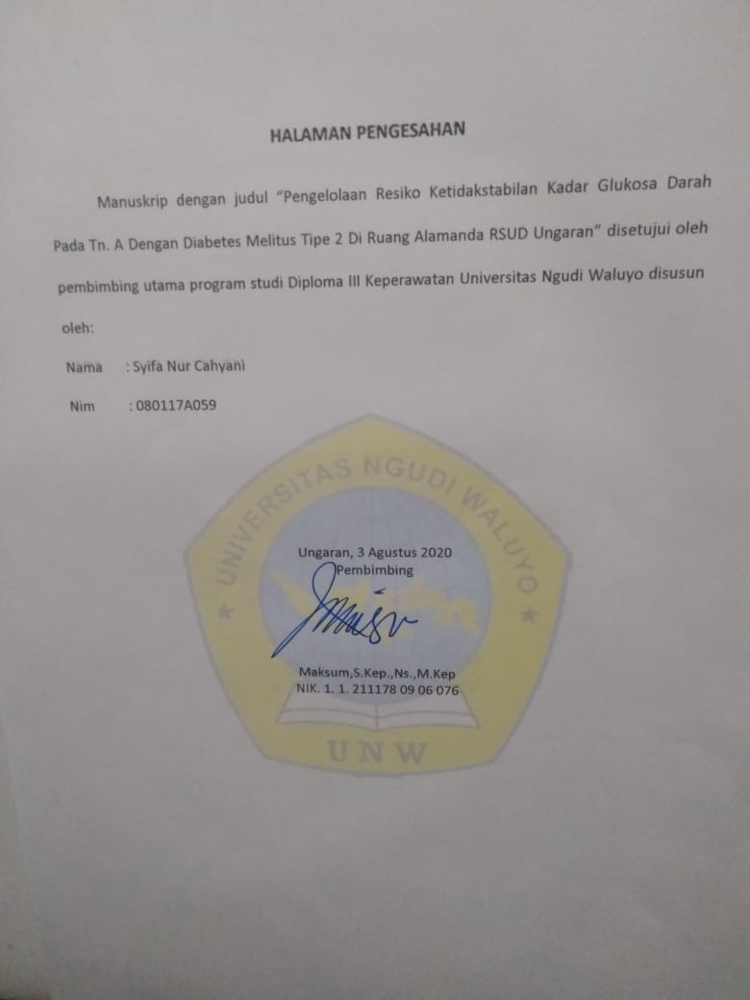 HALAMAN PENGESAHAN
Manuskrip dengan judul “Pengelolaan Resiko Ketidakstabilan Kadar Glukosa Darah
Pada Tn. A Dengan Diabetes Melitus Tipe 2 Di Ruang Alamanda RSUD Ungaran” disetujui oleh
pembimbing utama program studi Diploma III Keperawatan Universitas Ngudi Waluyo disusun
oleh:
Nama : Syifa Nur Cahyani
Nim : 080117A059
UNIVERSITAS NGUDI WALUYO
Ungaran, 3 Agustus 2020
Pembimbing
Maksum,S.Kep.,Ns.,M.Kep
NIK. 1. 1. 211178 09 06 076
UNW